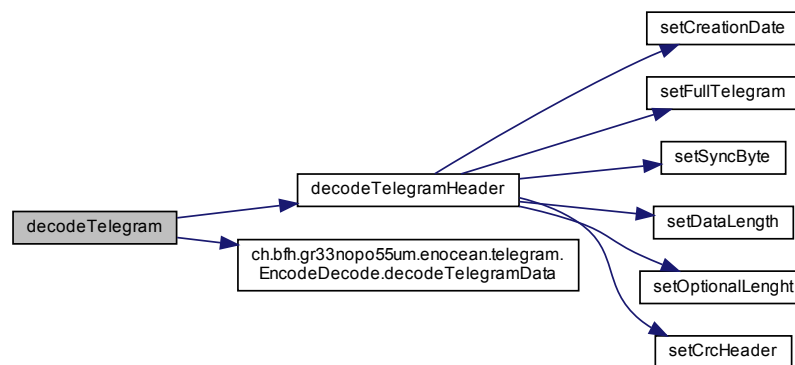 decodeTelegram
decodeTelegramHeader
ch.bfh.gr33nopo55um.enocean.telegram.
EncodeDecode.decodeTelegramData
setCreationDate
setFullTelegram
setSyncByte
setDataLength
setOptionalLenght
setCrcHeader